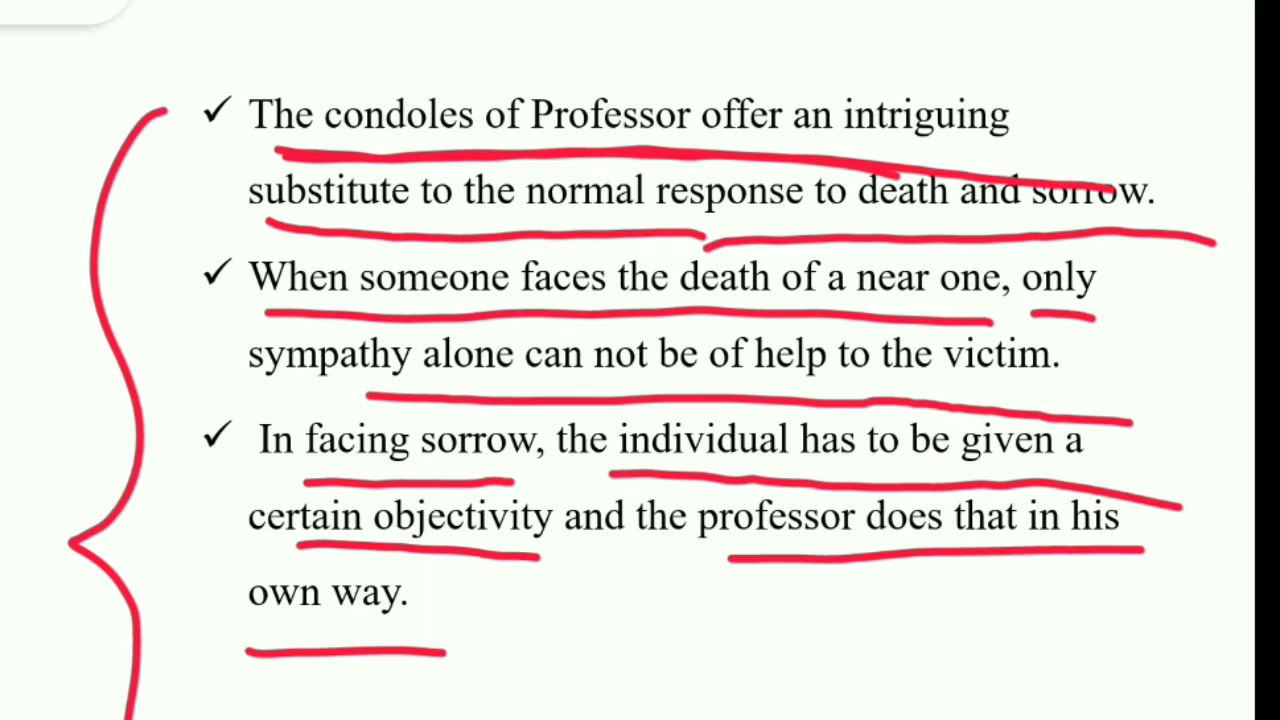 ✓ The condoles of Professor offer an intriguing
substitute to the normal response to death and sorrow.
✓ When someone faces the death of a near one, only
sympathy alone can not be of help to the victim.
✓ In facing sorrow, the individual has to be given a
certain objectivity and the professor does that in his
own way.